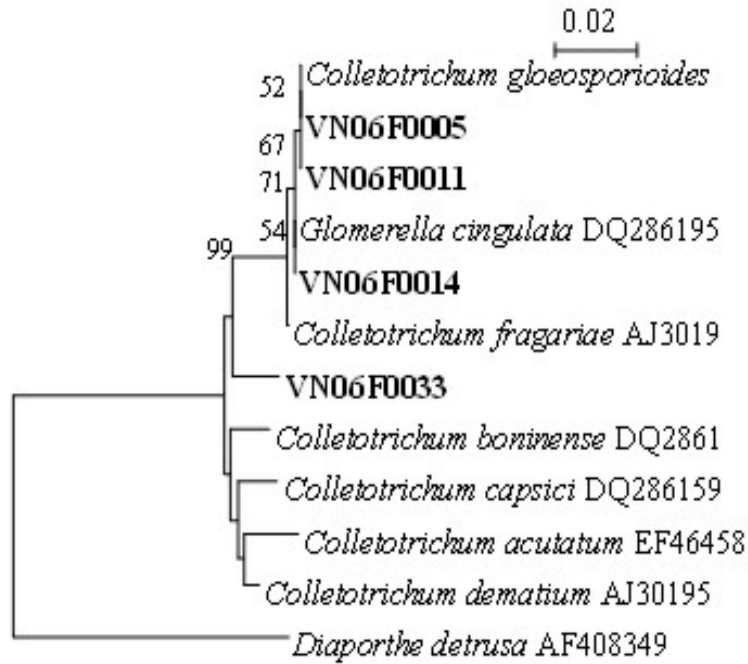 0.02
Colletotrichum gloeosporioides
52
VN06F0005
67
VN06F0011
71
54
Glomerella cingulata DQ286195
99
VN06F0014
Colletotrichum fragariae AJ3019
VN06F0033
Colletotrichum boninense DQ2861
Colletotrichum capsici DQ286159
Colletotrichum acutatum EF46458
Colletotrichum dematium AJ30195
Diaporthe detrusa AF408349